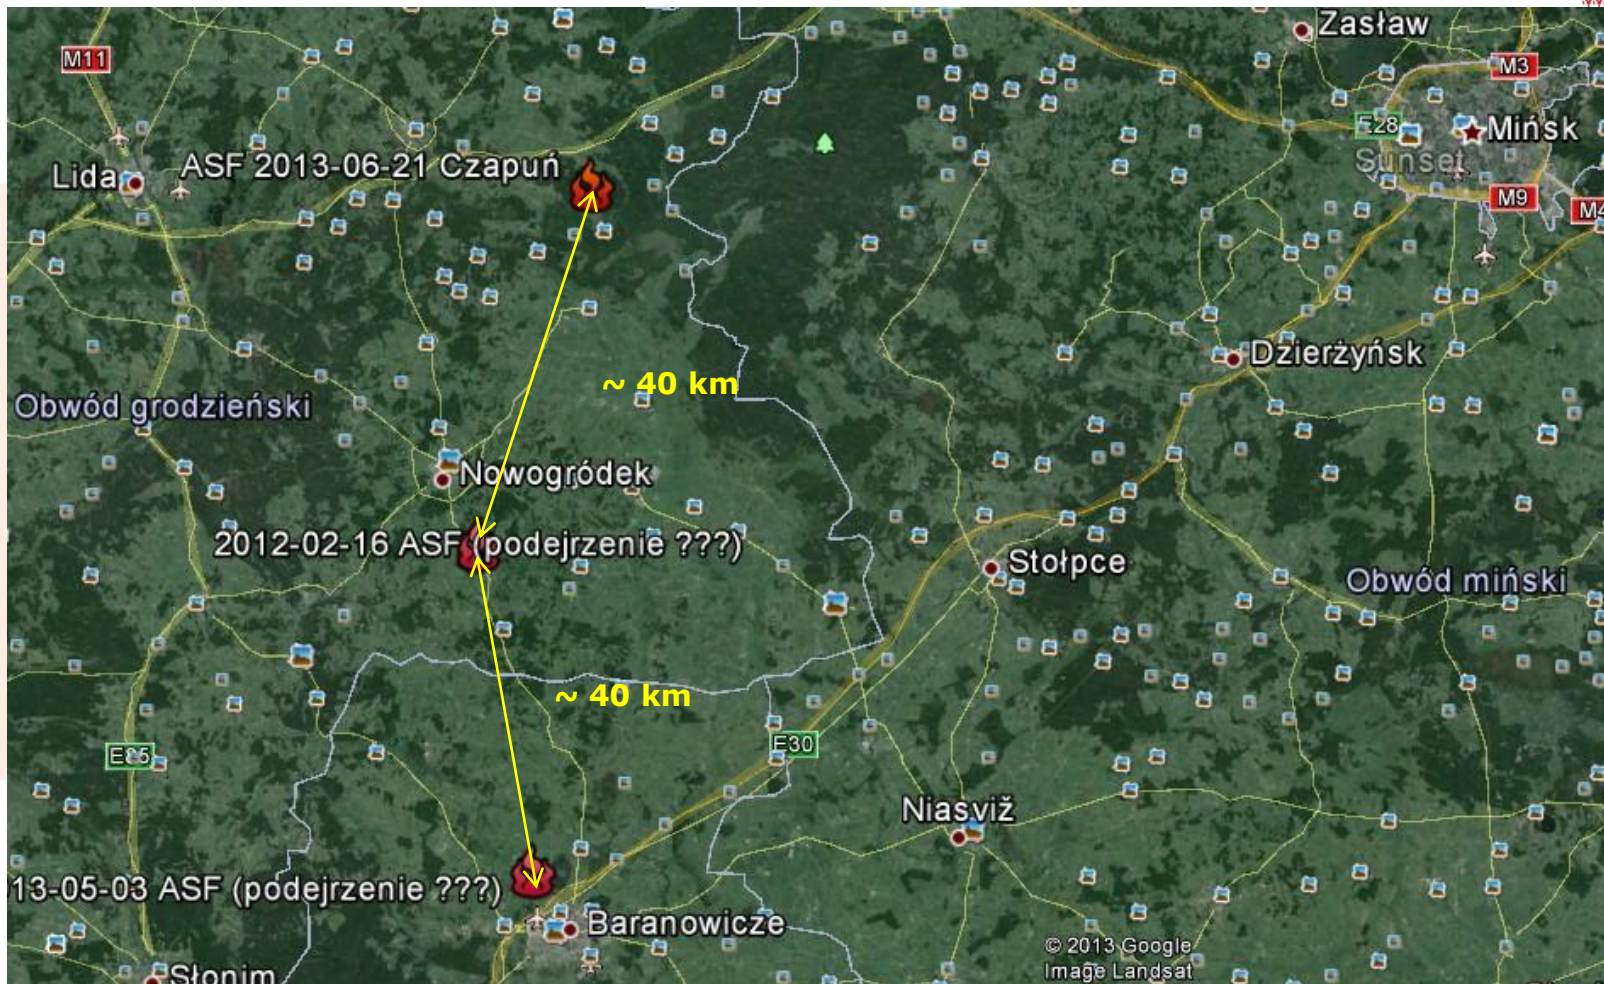 Zasław
M11
M3
E28
Mińsk
Sunset
ASF 2013-06-21 Czapuń
Lida
M9
M4
Dzierżyńsk
~ 40 km
Obwód grodzieński
Nowogródek
2012-02-16 ASF (podejrzenie ???)
Stołpce
Obwód miński
~ 40 km
E30
E85
Niasviž
13-05-03 ASF (podejrzenie ???)
Baranowicze
© 2013 Google
Image Landsat
Słonim